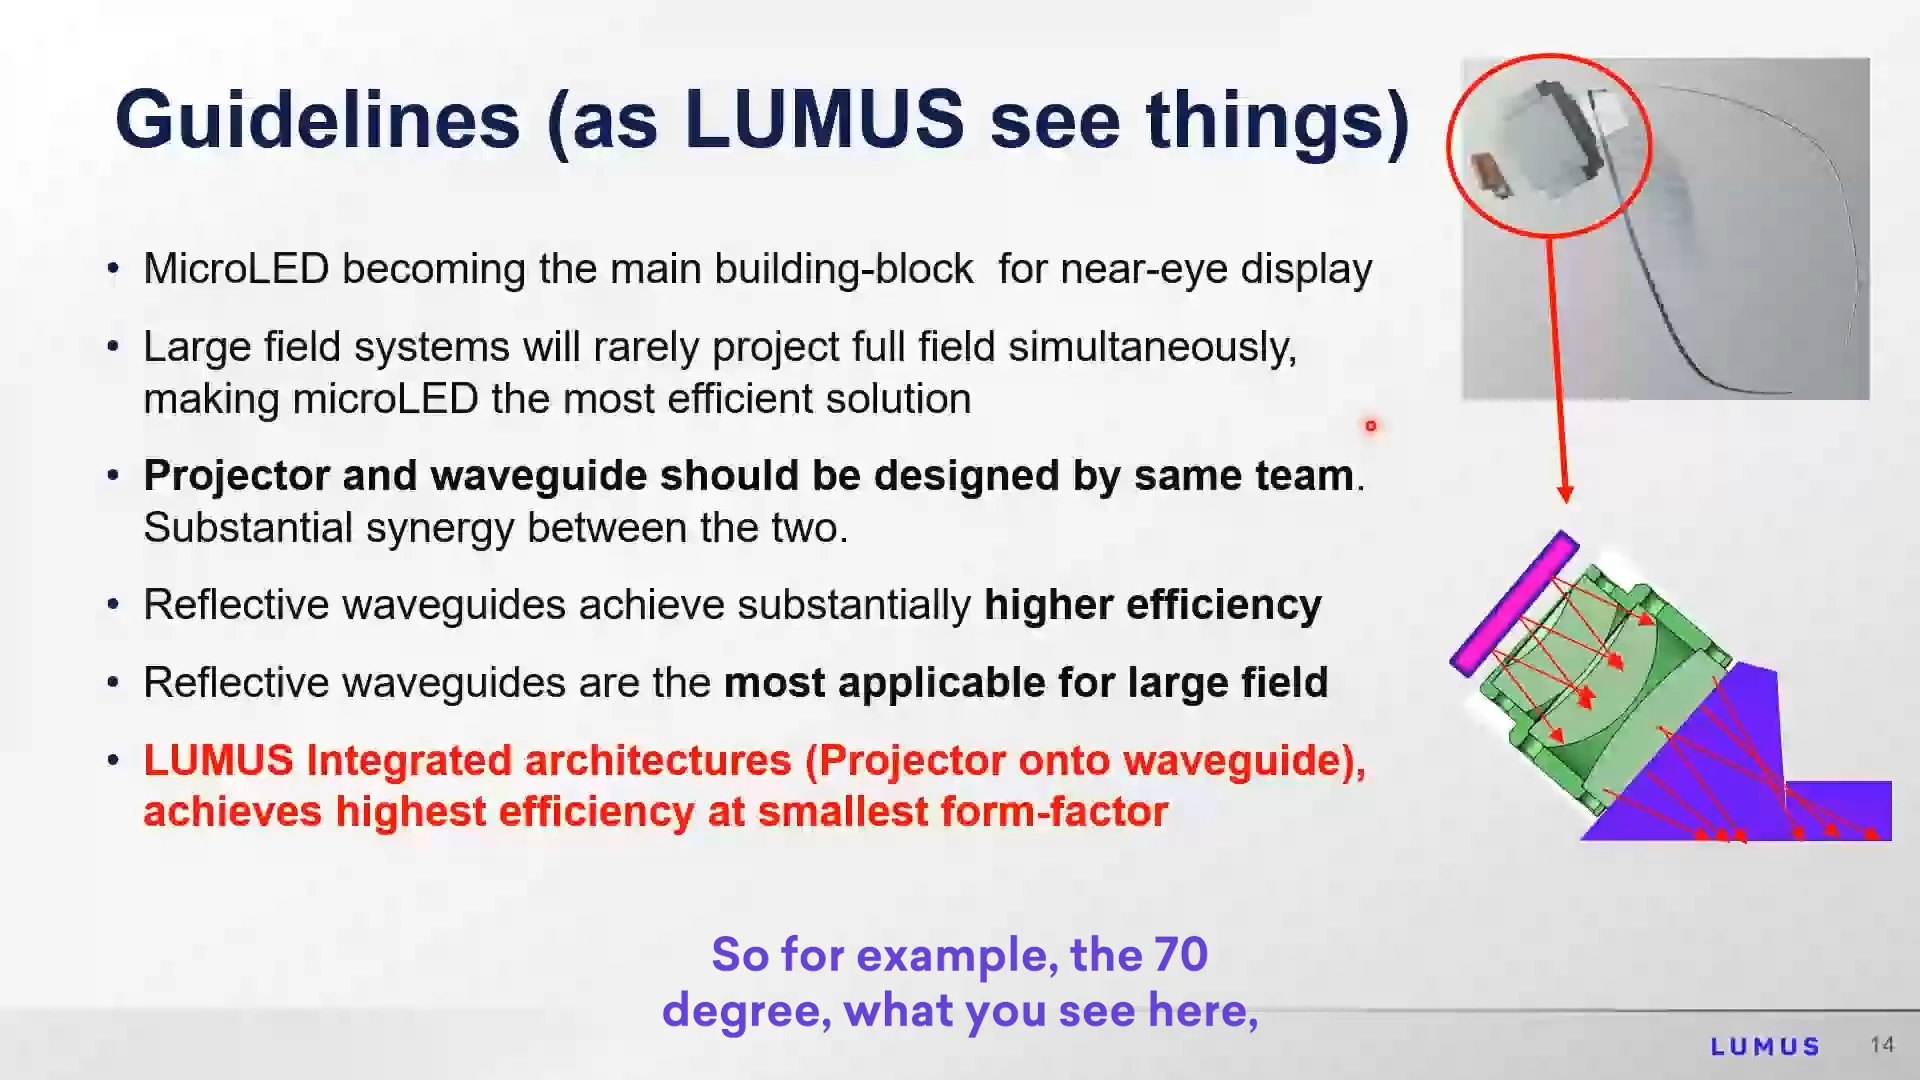 Guidelines (as LUMUS see things)
• MicroLED becoming the main building-block for near-eye display
• Large field systems will rarely project full field simultaneously,
making microLED the most efficient solution
• Projector and waveguide should be designed by same team.
Substantial synergy between the two.
• Reflective waveguides achieve substantially higher efficiency
• Reflective waveguides are the most applicable for large field
• LUMUS Integrated architectures (Projector onto waveguide),
achieves highest efficiency at smallest form-factor
So for example, the 70
degree, what you see here,
LUMUS 14